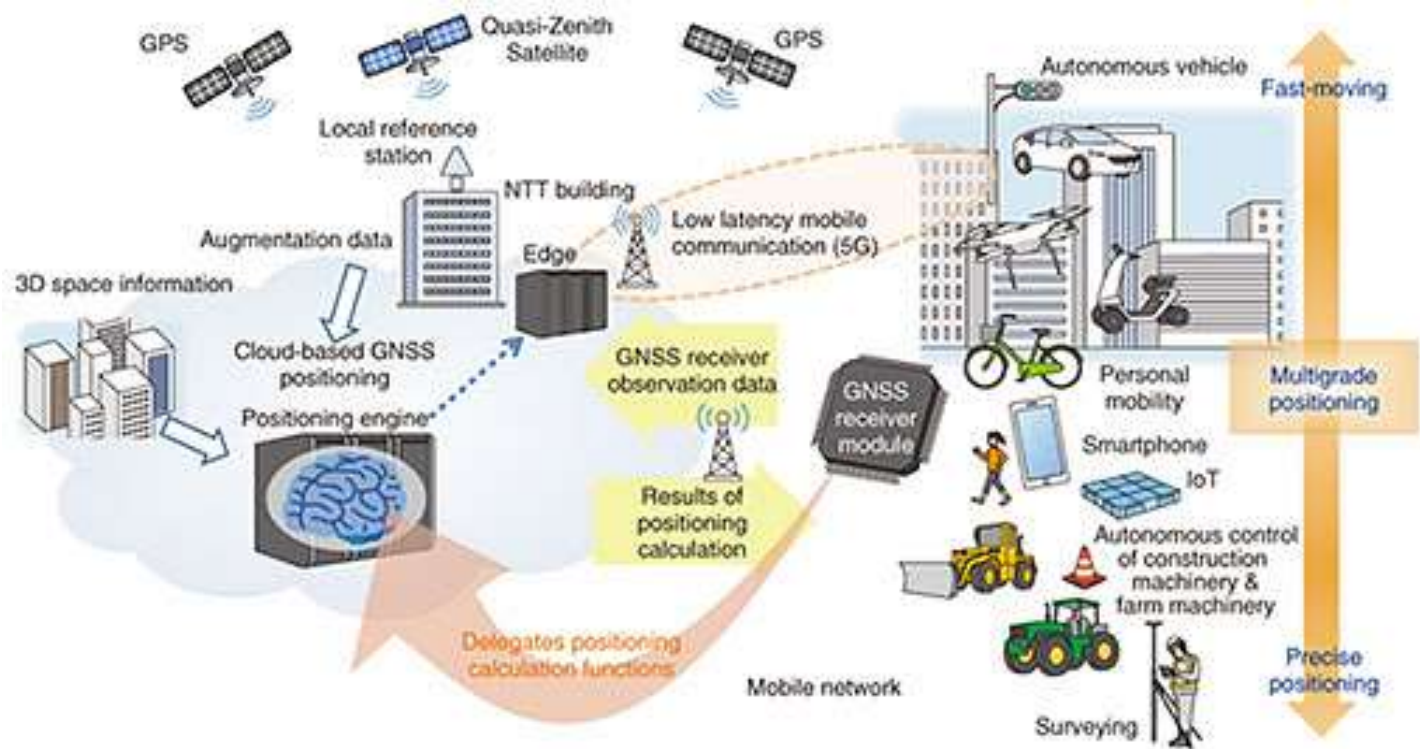 GPS
Quasi-Zenith
Satellite
GPS
Local reference
station
NTT building
Augmentation data
Edge
Low latency mobile
communication (5G)
Autonomous vehicle
Fast-moving
3D space information
Cloud-based GNSS
positioning
Positioning engine
GNSS receiver
observation data
GNSS
receiver
module
Personal
mobility
Multigrade
positioning
Smartphone
IoT
Results of
positioning
calculation
Autonomous control
of construction
machinery &
farm machinery
Delegates positioning
calculation functions
Mobile network
Precise
positioning
Surveying